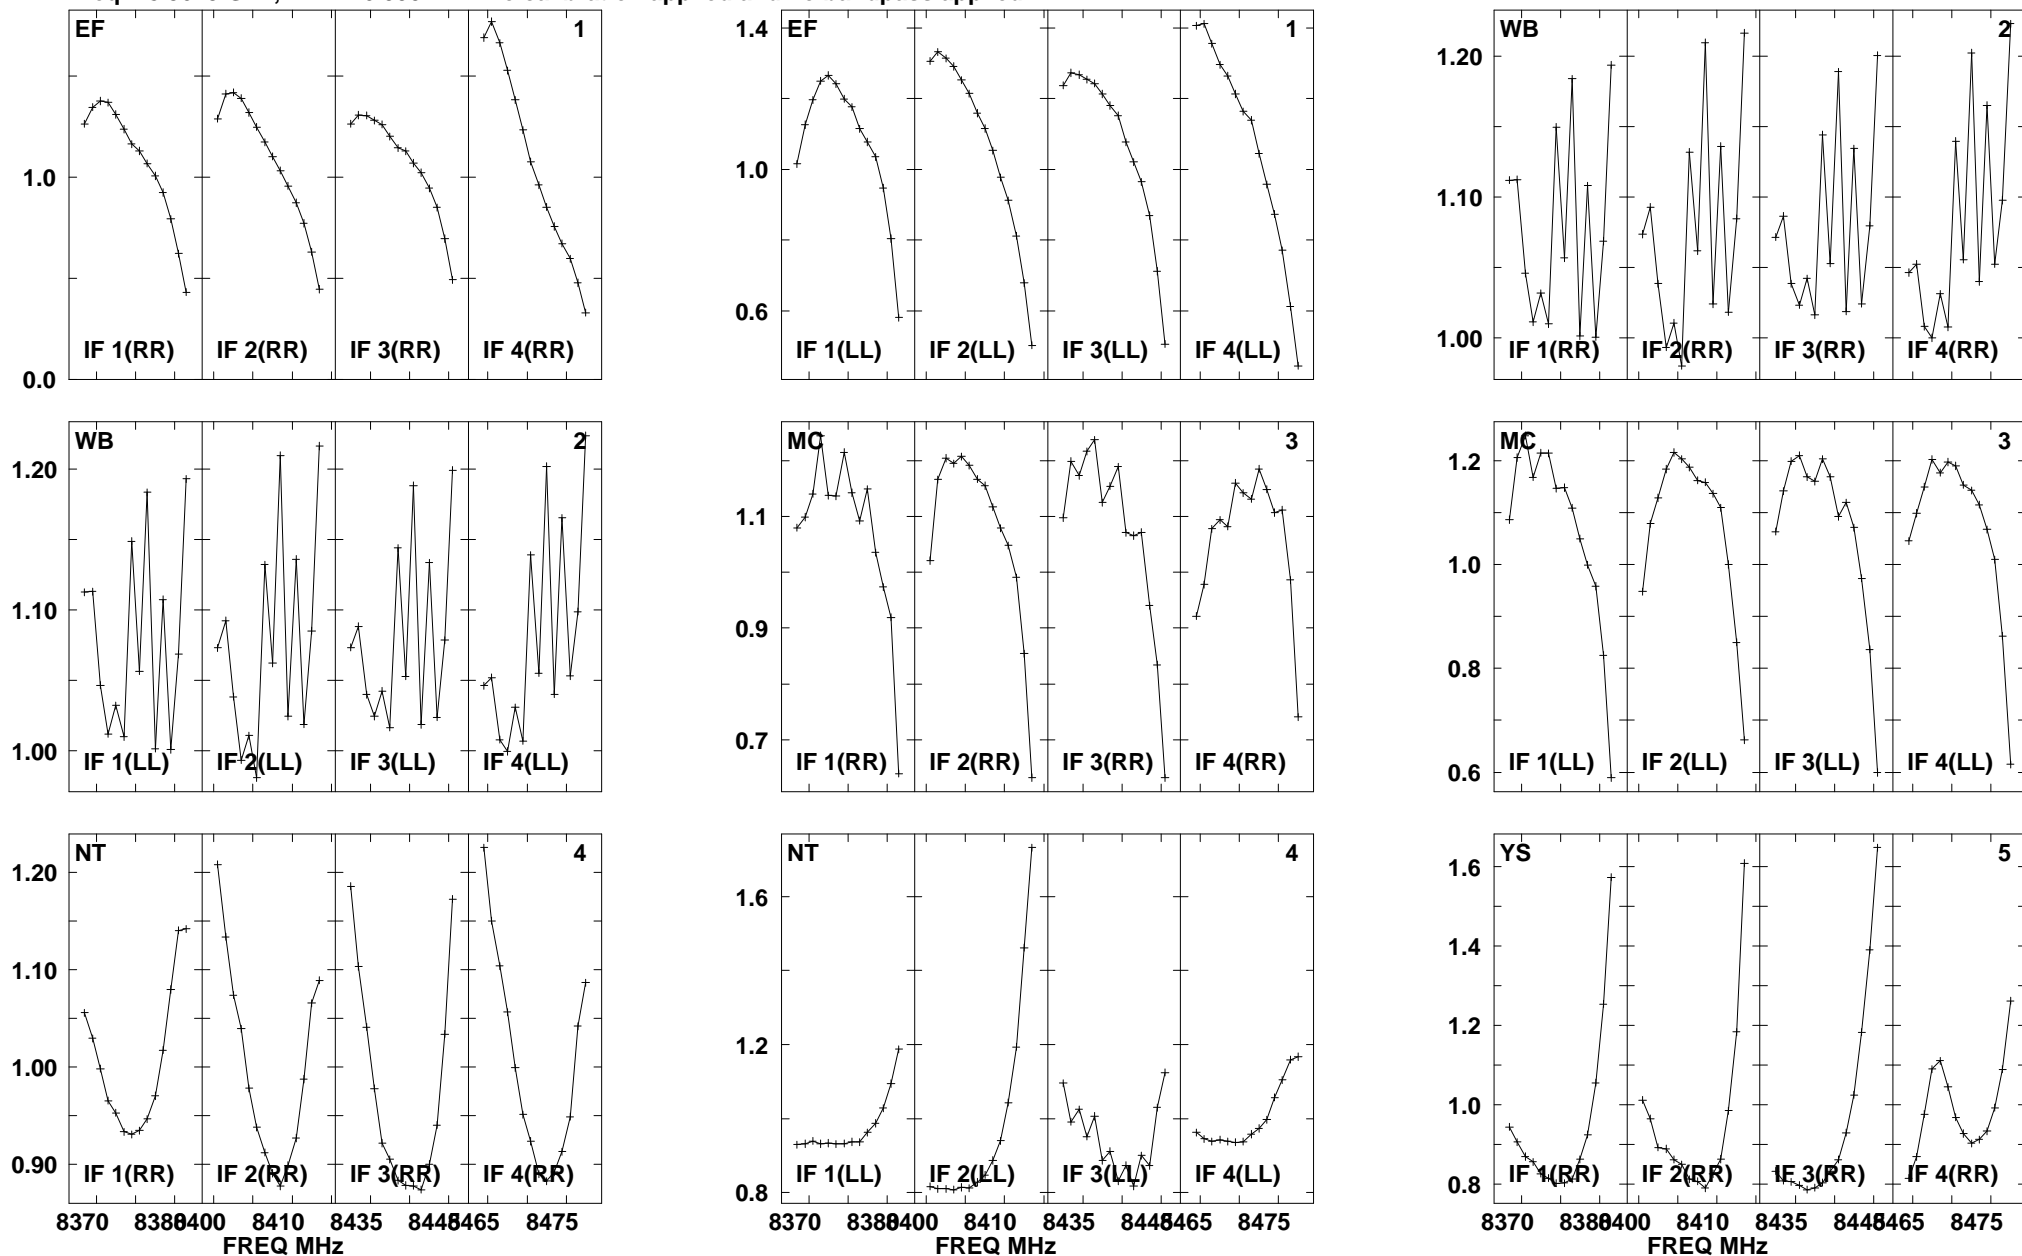 EF 1
1.0
0.0
IF 1(RR) IF 2(RR) IF 3(RR) IF 4(RR)
EF 1
1.4
1.0
0.6
IF 1(LL) IF 2(LL) IF 3(LL) IF 4(LL)
WB 2
1.20
1.10
1.00
IF 1(RR) IF 2(RR) IF 3(RR) IF 4(RR)
WB 2
1.20
1.10
1.00
IF 1(LL) IF 2(LL) IF 3(LL) IF 4(LL)
MC 3
1.1
0.9
0.7
IF 1(RR) IF 2(RR) IF 3(RR) IF 4(RR)
MC 3
1.2
1.0
0.8
0.6
IF 1(LL) IF 2(LL) IF 3(LL) IF 4(LL)
NT 4
1.20
1.10
1.00
0.90
IF 1(RR) IF 2(RR) IF 3(RR) IF 4(RR)
8370 8380 8400 8410 8435 8445 8465 8475
FREQ MHz
NT 4
1.6
1.2
0.8
IF 1(LL) IF 2(LL) IF 3(LL) IF 4(LL)
8370 8380 8400 8410 8435 8445 8465 8475
FREQ MHz
YS 5
1.6
1.4
1.2
1.0
0.8
IF 1(RR) IF 2(RR) IF 3(RR) IF 4(RR)
8370 8380 8400 8410 8435 8445 8465 8475
FREQ MHz